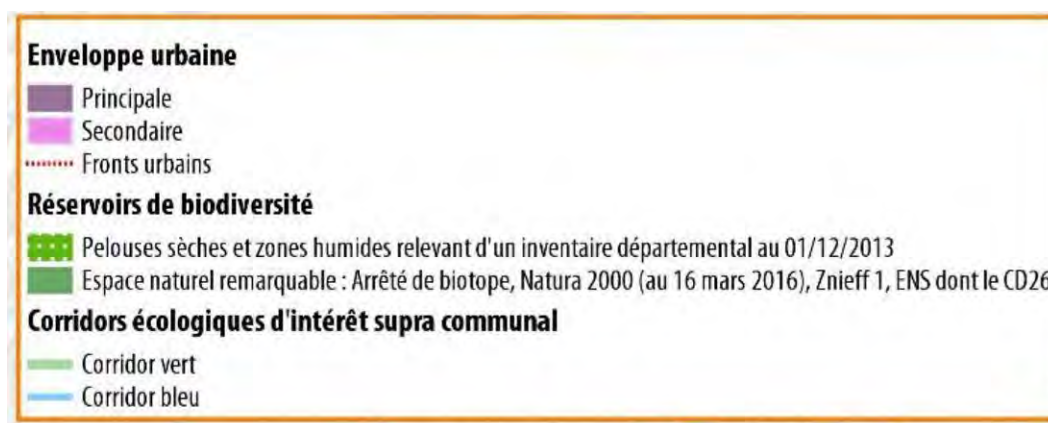 Enveloppe urbaine
Principale
Secondaire
Fronts urbains
Réservoirs de biodiversité
Pelouses sèches et zones humides relevant d'un inventaire départemental au 01/12/2013
Espace naturel remarquable : Arrêté de biotope, Natura 2000 (au 16 mars 2016), Znieff 1, ENS dont le CD26
Corridors écologiques d'intérêt supra communal
Corridor vert
Corridor bleu